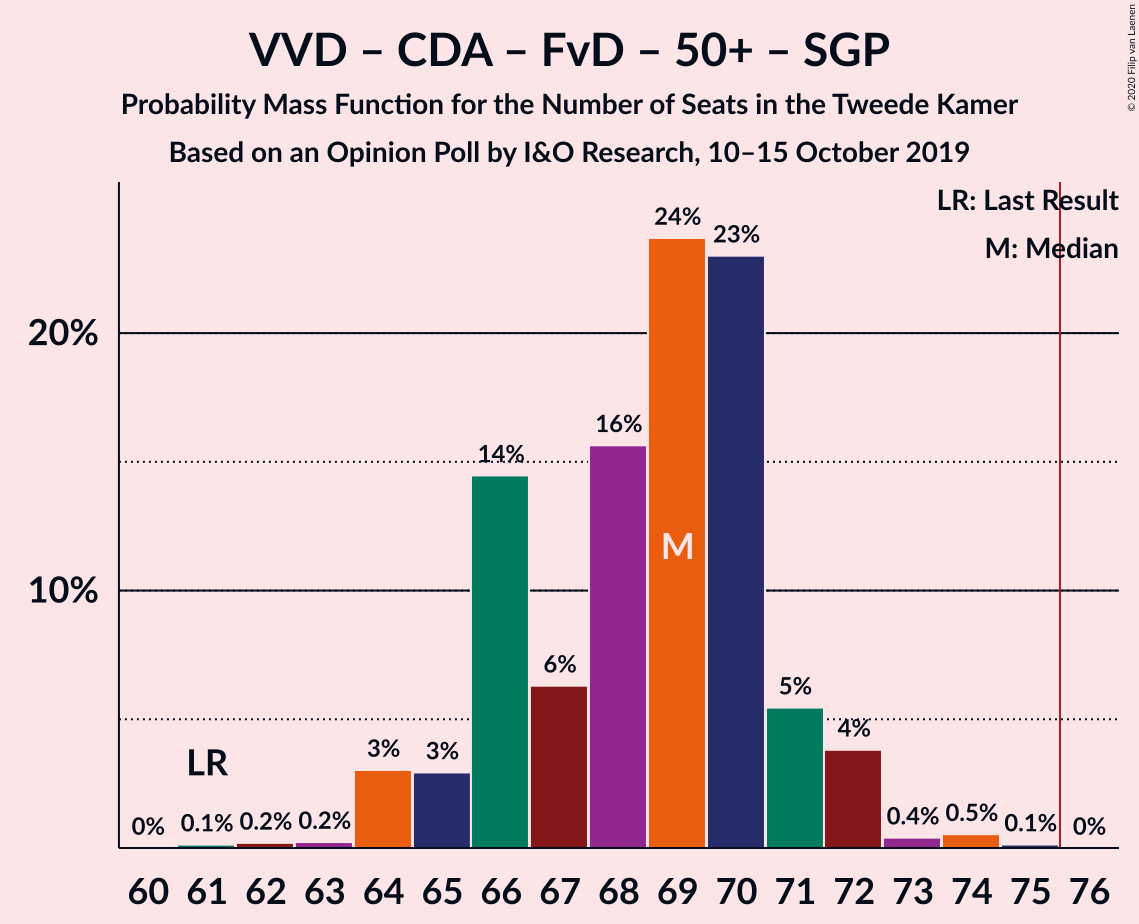 VVD – CDA – FvD – 50+ – SGP
Probability Mass Function for the Number of Seats in the Tweede Kamer
Based on an Opinion Poll by I&O Research, 10–15 October 2019
© 2020 Filip van Laenen
LR: Last Result
M: Median
24%
23%
20%
16%
14%
M
10%
6%
5%
4%
LR
3%
3%
0%
0.1%
0.2%
0.2%
0.4%
0.5%
0.1%
0%
60 61 62 63 64 65 66 67 68 69 70 71 72 73 74 75 76